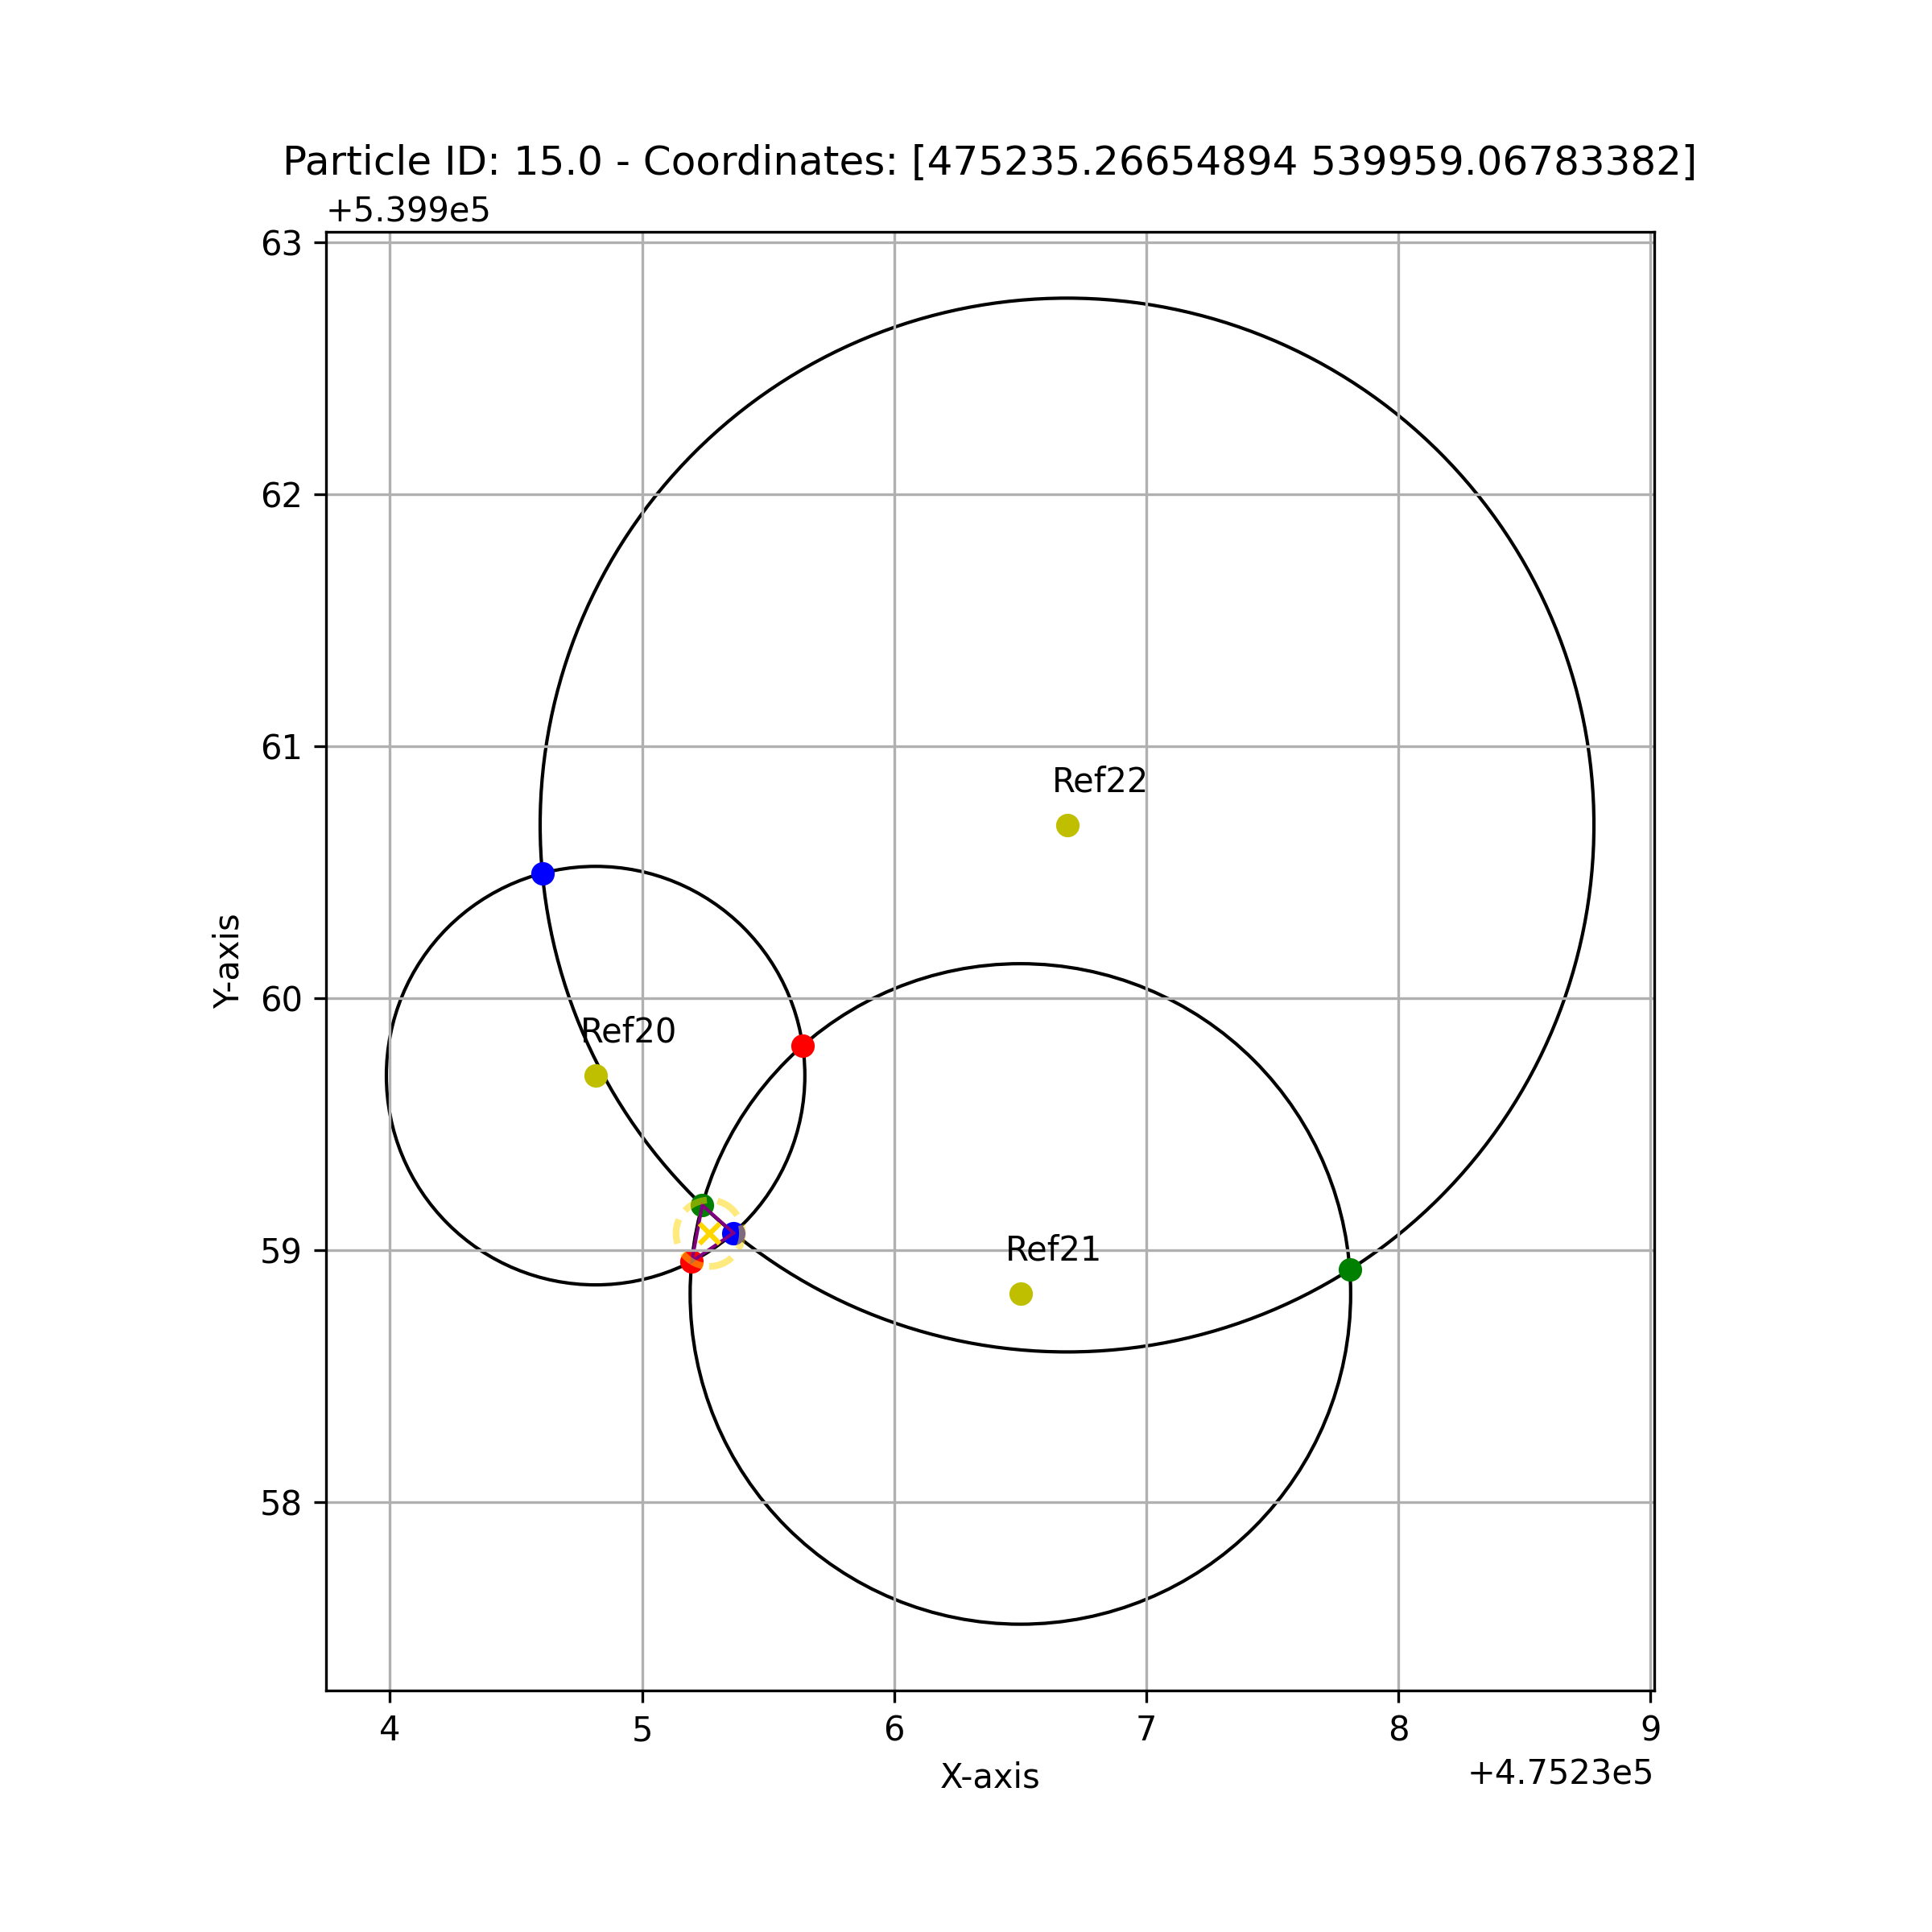 Particle ID: 15.0 - Coordinates: [475235.26654894 539959.06783382]
+5.399e5
63
62
61
60
59
58
Y-axis
Ref22
Ref20
Ref21
4 5 6 7 8 9
X-axis
+4.7523e5